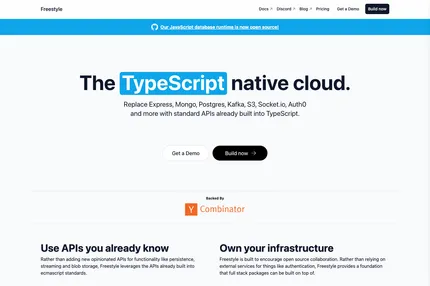 Freestyle
Docs Discord Blog Pricing Get a Demo Build now
Our JavaScript database runtime is now open source!
The TypeScript native cloud.
Replace Express, Mongo, Postgres, Kafka, S3, Socket.io, Auth0
and more with standard APIs already built into TypeScript.
Get a Demo Build now →
Backed By
Y Combinator
Use APIs you already know
Rather than adding new opinionated APIs for functionality like persistence,
streaming and blob storage, Freestyle leverages the APIs already built into
ecmascript standards.
Own your infrastructure
Freestyle is built to encourage open source collaboration. Rather than relying on
external services for things like authentication, Freestyle provides a foundation
that full stack packages can be built on top of.